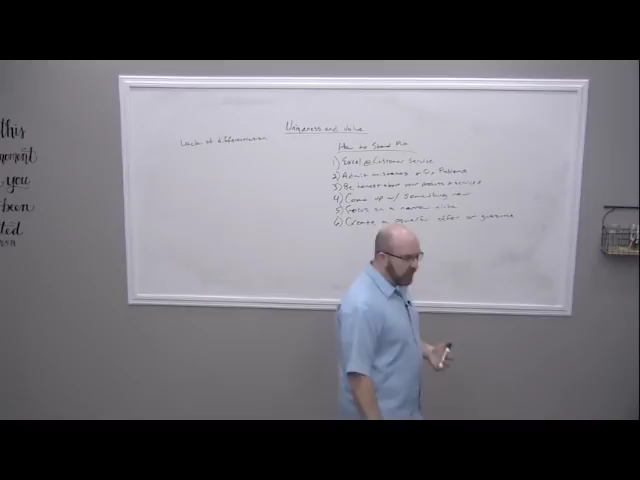 this
moment
you
been
ted
Uniqueness and Value
Lack of differentiation
How to Stand Out
1) Excel @ Customer Service
2) Admit mistakes + Fix Problems
3) Be honest about your products + services
4) Come up w/ something new
5) Focus on a narrow niche
6) Create a powerful offer or guarantee